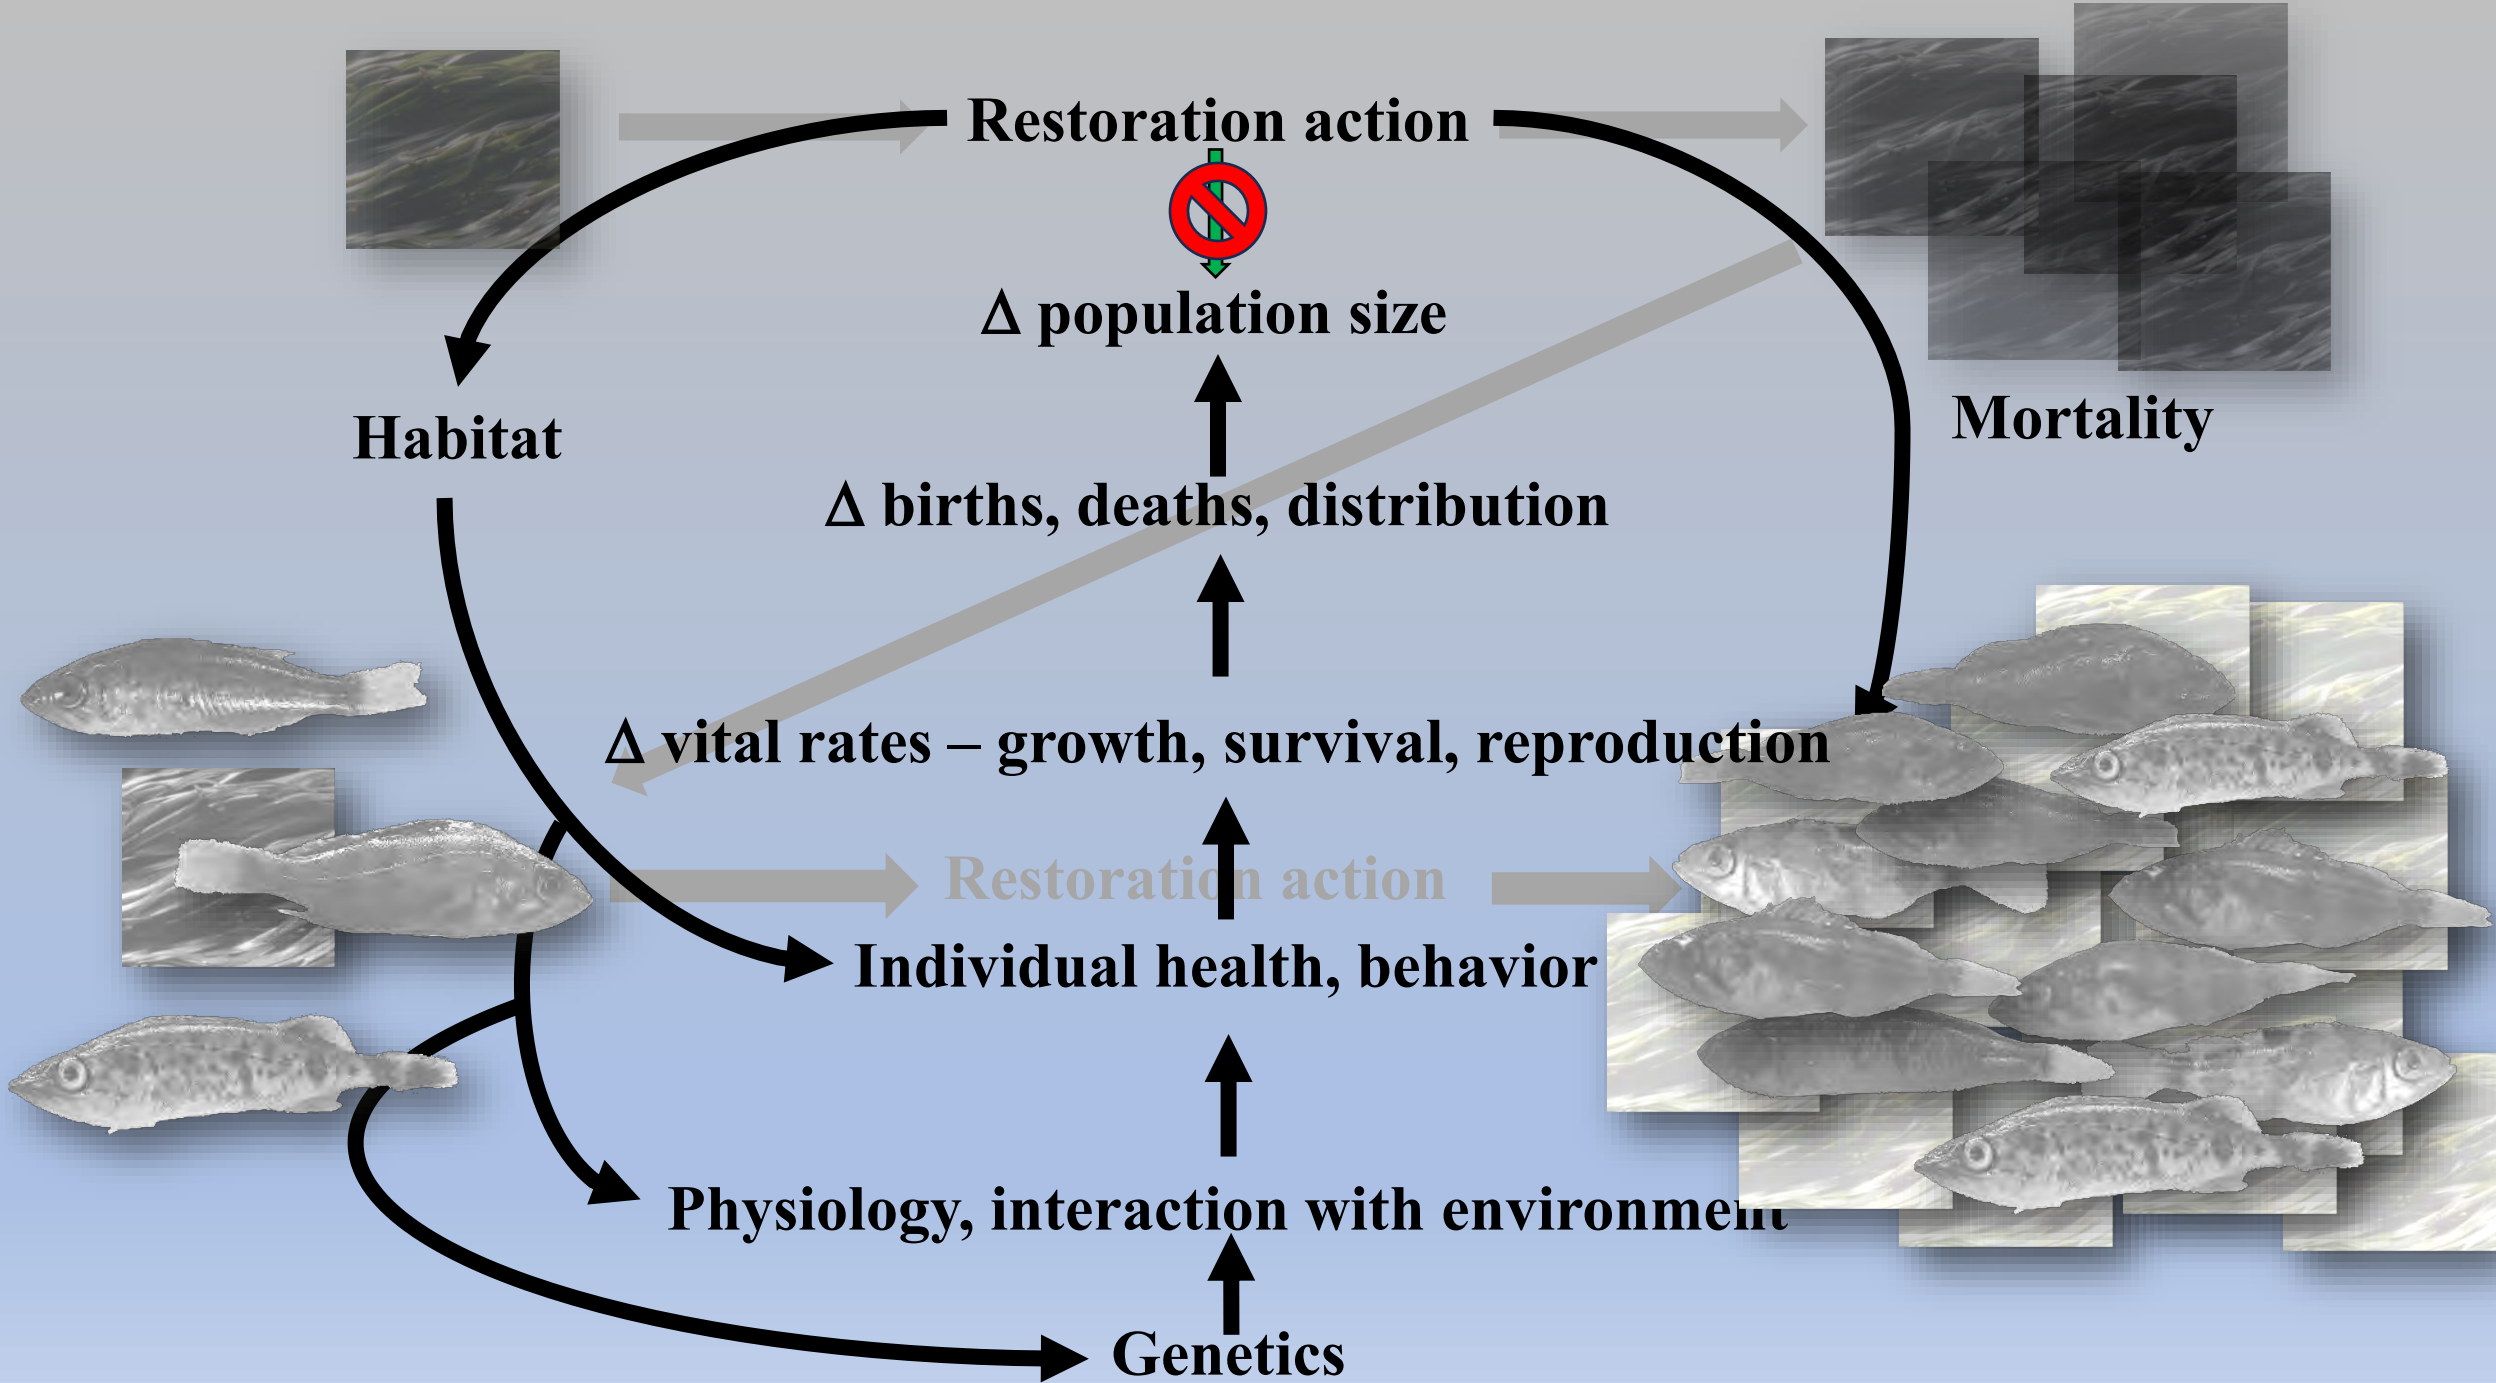 Restoration action
Δ population size
Mortality
Habitat
Δ births, deaths, distribution
Δ vital rates – growth, survival, reproduction
Restoration action
Individual health, behavior
Physiology, interaction with environment
Genetics